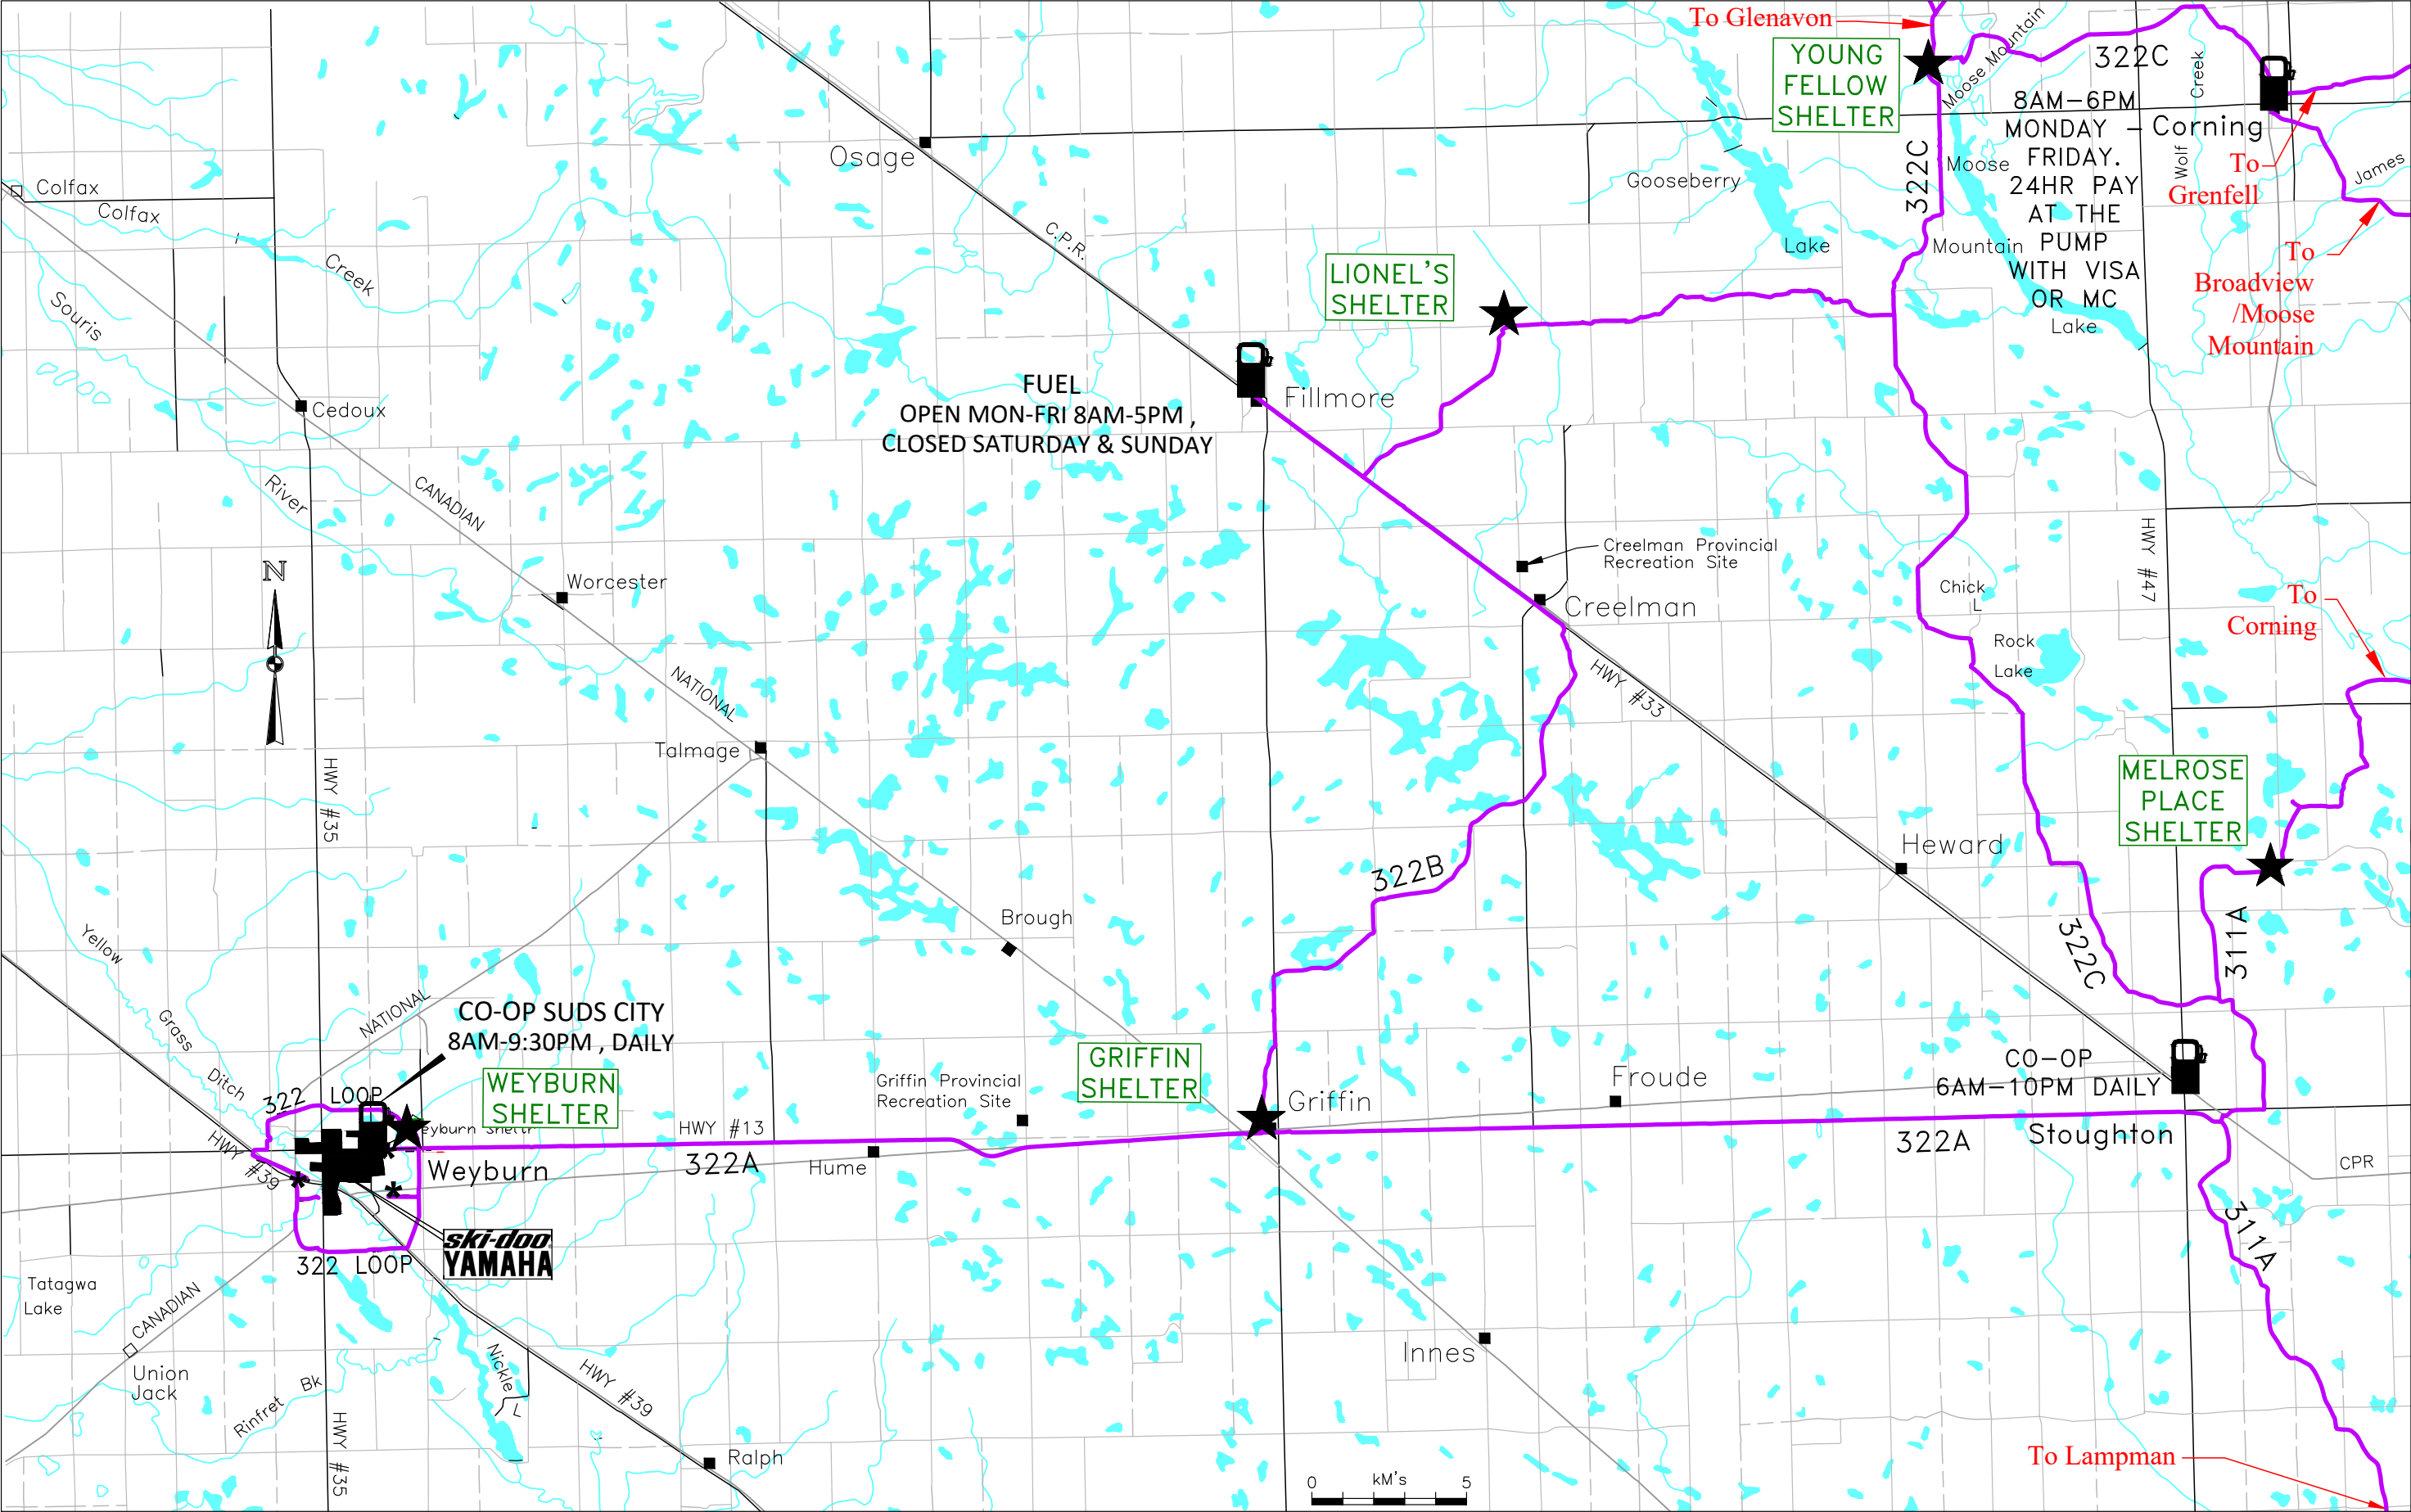 To Glenavon
YOUNG
FELLOW
SHELTER
Moose Mountain
322C
Creek
8AM-6PM
MONDAY -
FRIDAY.
24HR PAY
AT THE
PUMP
WITH VISA
OR MC
Corning
Wolf
To
Grenfell
James
To
Broadview
/Moose
Mountain
Osage
Gooseberry
Lake
322C
Moose
Mountain
Lake
Colfax
Colfax
Creek
Souris
C.P.R.
LIONEL'S
SHELTER
Cedoux
FUEL
OPEN MON-FRI 8AM-5PM ,
CLOSED SATURDAY & SUNDAY
Fillmore
River
CANADIAN
N
Worcester
Creelman Provincial
Recreation Site
Creelman
HWY #47
Chick
L
Rock
Lake
To
Corning
NATIONAL
HWY #33
Talmage
HWY #35
MELROSE
PLACE
SHELTER
Heward
322B
Brough
Yellow
Grass
Ditch
322C
311A
NATIONAL
CO-OP SUDS CITY
8AM-9:30PM , DAILY
WEYBURN
SHELTER
GRIFFIN
SHELTER
Griffin Provincial
Recreation Site
Griffin
Froude
CO-OP
6AM-10PM DAILY
322 LOOP
eyburn Sheltr
HWY #13
322A
Hume
322A
Stoughton
HWY #39
Weyburn
CPR
ski-doo
YAMAHA
322 LOOP
311A
Tatagwa
Lake
CANADIAN
Union
Jack
Rinfret Bk
Nickle
L
HWY #39
Innes
HWY #35
Ralph
0 kM's 5
To Lampman